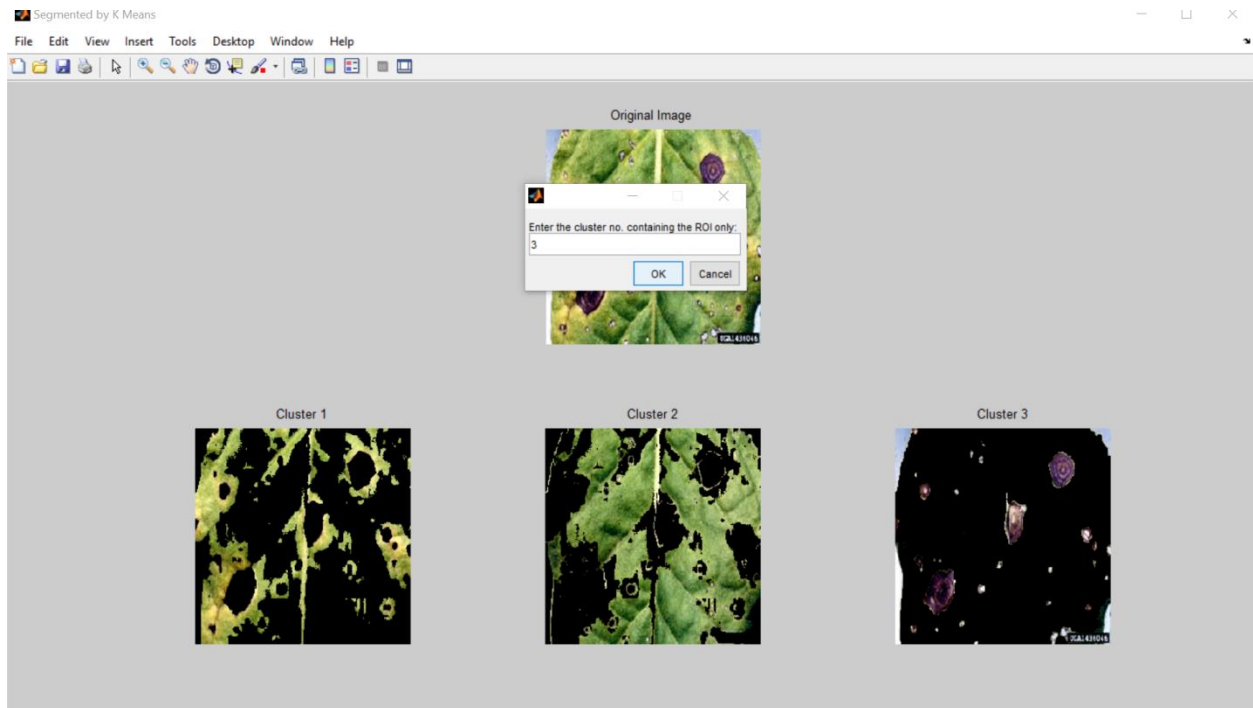 Segmented by K Means
File Edit View Insert Tools Desktop Window Help
Original Image
Enter the cluster no. containing the ROI only:
3
OK Cancel
Cluster 1 Cluster 2 Cluster 3